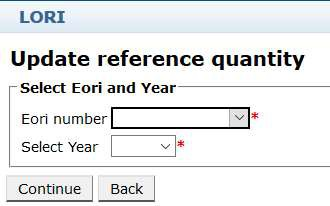 LORI
Update reference quantity
Select Eori and Year
Eori number *
Select Year *
Continue Back